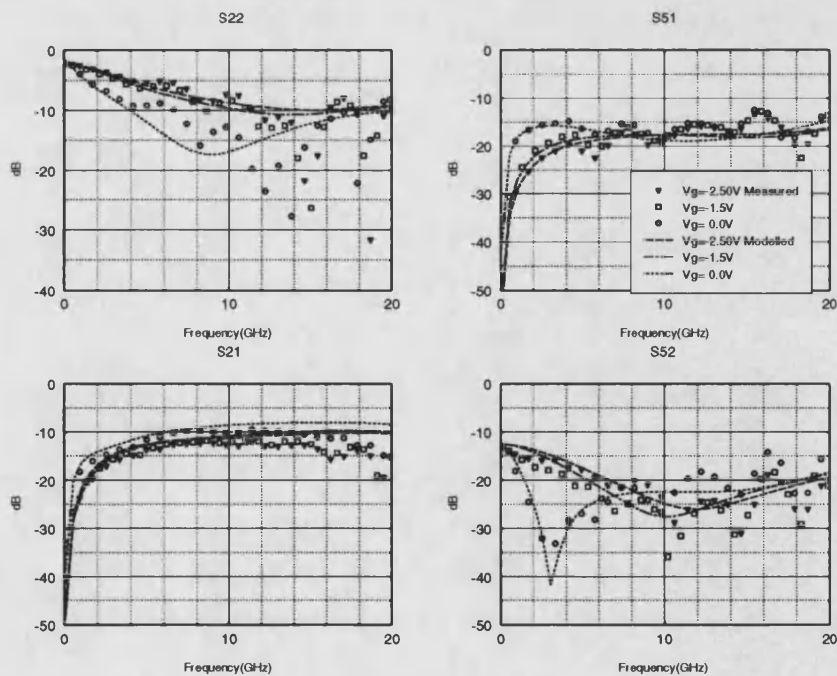 S22
0
-10
-20
-30
-40
dB
0
10
20
Frequency(GHz)
S51
0
-10
-20
-30
-40
-50
dB
0
10
20
Frequency(GHz)
Vg=-2.50V Measured
Vg=-1.5V
Vg= 0.0V
Vg=-2.50V Modelled
Vg=-1.5V
Vg= 0.0V
S21
0
-10
-20
-30
-40
-50
dB
0
10
20
Frequency(GHz)
S52
0
-10
-20
-30
-40
-50
dB
0
10
20
Frequency(GHz)